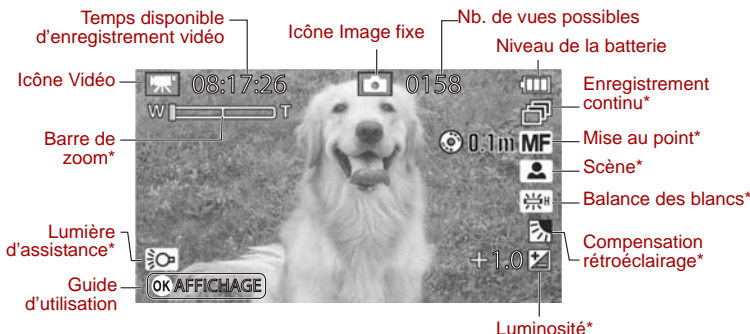 Temps disponible
d'enregistrement vidéo
Icône Image fixe
Nb. de vues possibles
Niveau de la batterie
Icône Vidéo
08:17:26
0158
W T
Enregistrement
continu*
Barre de
zoom*
0.1m MF
Mise au point*
Scène*
H
Balance des blancs*
Lumière
d'assistance*
Compensation
rétroéclairage*
+1.0
Guide
d'utilisation
OK AFFICHAGE
Luminosité*